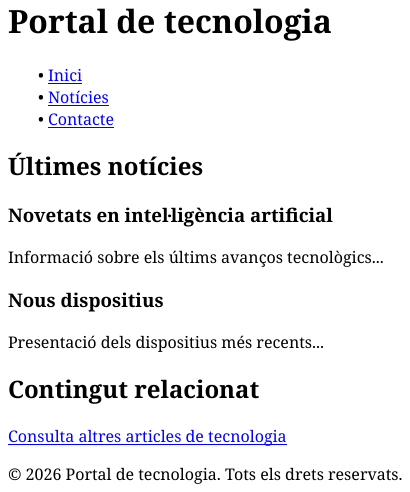 Portal de tecnologia
• Inici
• Notícies
• Contacte
Últimes notícies
Novetats en intel·ligència artificial
Informació sobre els últims avanços tecnològics...
Nous dispositius
Presentació dels dispositius més recents...
Contingut relacionat
Consulta altres articles de tecnologia
© 2026 Portal de tecnologia. Tots els drets reservats.